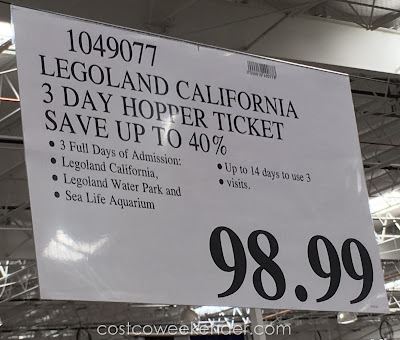 1049077
LEGOLAND CALIFORNIA
3 DAY HOPPER TICKET
SAVE UP TO 40%
• 3 Full Days of Admission:
• Legoland California,
• Legoland Water Park and
• Sea Life Aquarium
• Up to 14 days to use 3
• visits.
98.99
costcoweekender.com